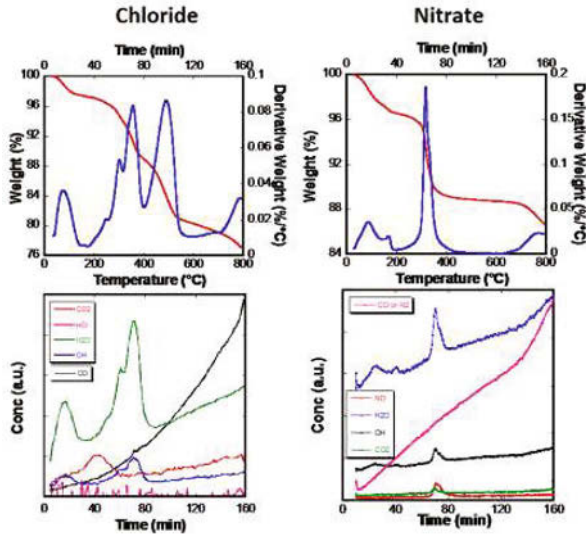 Chloride
Nitrate
Time (min)
0 40 80 120 160
Time (min)
0 40 80 120 160
100
96
92
88
84
80
76
Weight (%)
0.1
0.08
0.06
0.04
0.02
0
Derivative Weight (%/°C)
100
96
92
88
84
Weight (%)
0.2
0.15
0.1
0.05
0
Derivative Weight (%/°C)
0 200 400 600 800
Temperature (°C)
0 200 400 600 800
Temperature (°C)
Conc (a.u.)
CO2
HCl
H2O
OH
CO
0 40 80 120 160
Time (min)
Conc (a.u.)
CO or N2
NO
H2O
OH
CO2
0 40 80 120 160
Time (min)